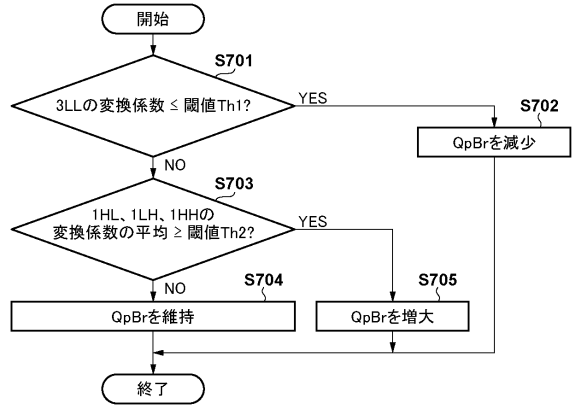 開始
S701
3LLの変換係数 ≤ 閾値Th1?
YES
S702
QpBrを減少
NO
S703
1HL、1LH、1HHの
変換係数の平均 ≥ 閾値Th2?
YES
NO
S704
QpBrを維持
S705
QpBrを増大
終了